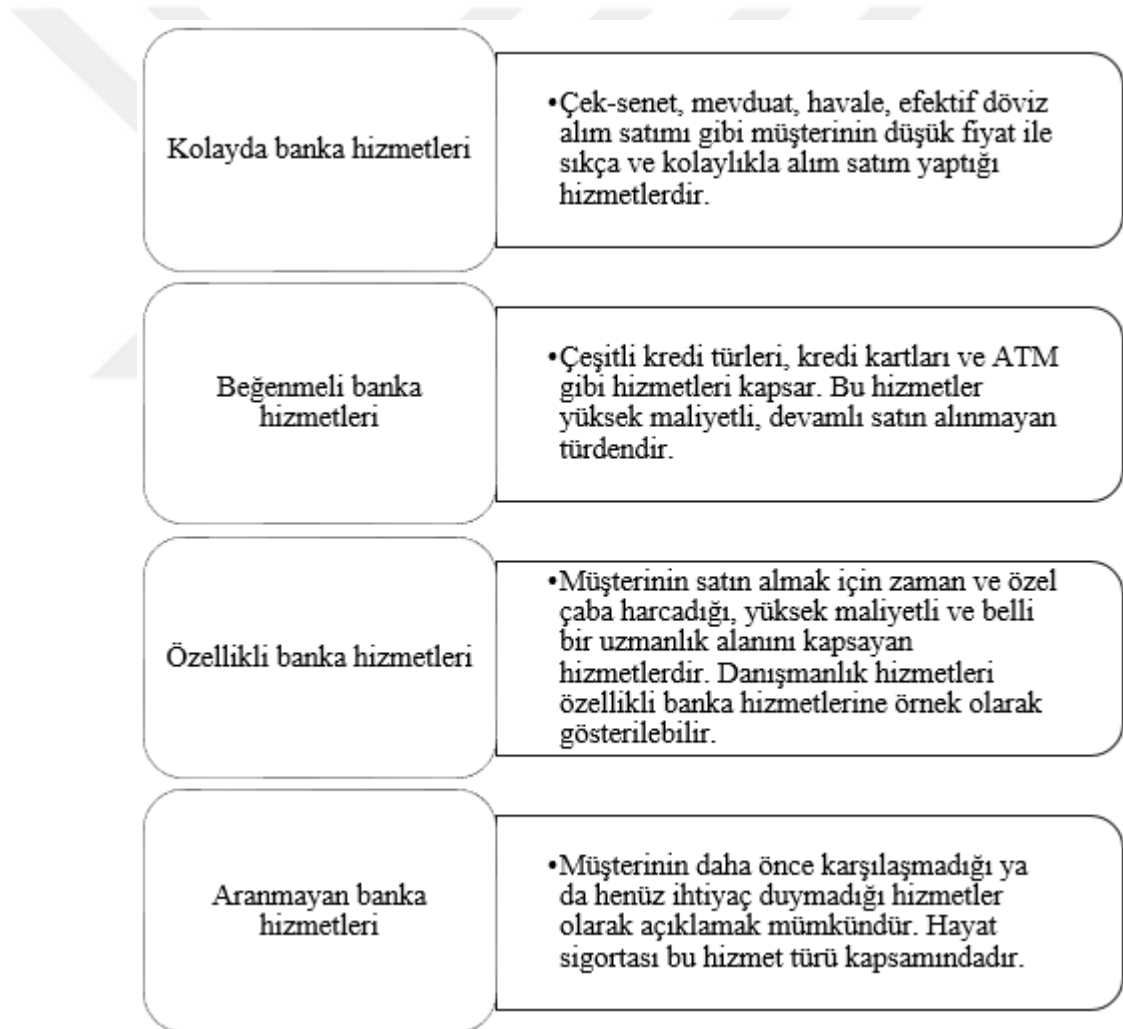 Kolayda banka hizmetleri
•Çek-senet, mevduat, havale, efektif döviz
alım satımı gibi müşterinin düşük fiyat ile
sıkça ve kolaylıkla alım satım yaptığı
hizmetlerdir.
Beğenmeli banka
hizmetleri
•Çeşitli kredi türleri, kredi kartları ve ATM
gibi hizmetleri kapsar. Bu hizmetler
yüksek maliyetli, devamlı satın alınmayan
türdendir.
Özellikli banka hizmetleri
•Müşterinin satın almak için zaman ve özel
çaba harcadığı, yüksek maliyetli ve belli
bir uzmanlık alanını kapsayan
hizmetlerdir. Danışmanlık hizmetleri
özellikli banka hizmetlerine örnek olarak
gösterilebilir.
Aranmayan banka
hizmetleri
•Müşterinin daha önce karşılaşmadığı ya
da henüz ihtiyaç duymadığı hizmetler
olarak açıklamak mümkündür. Hayat
sigortası bu hizmet türü kapsamındadır.